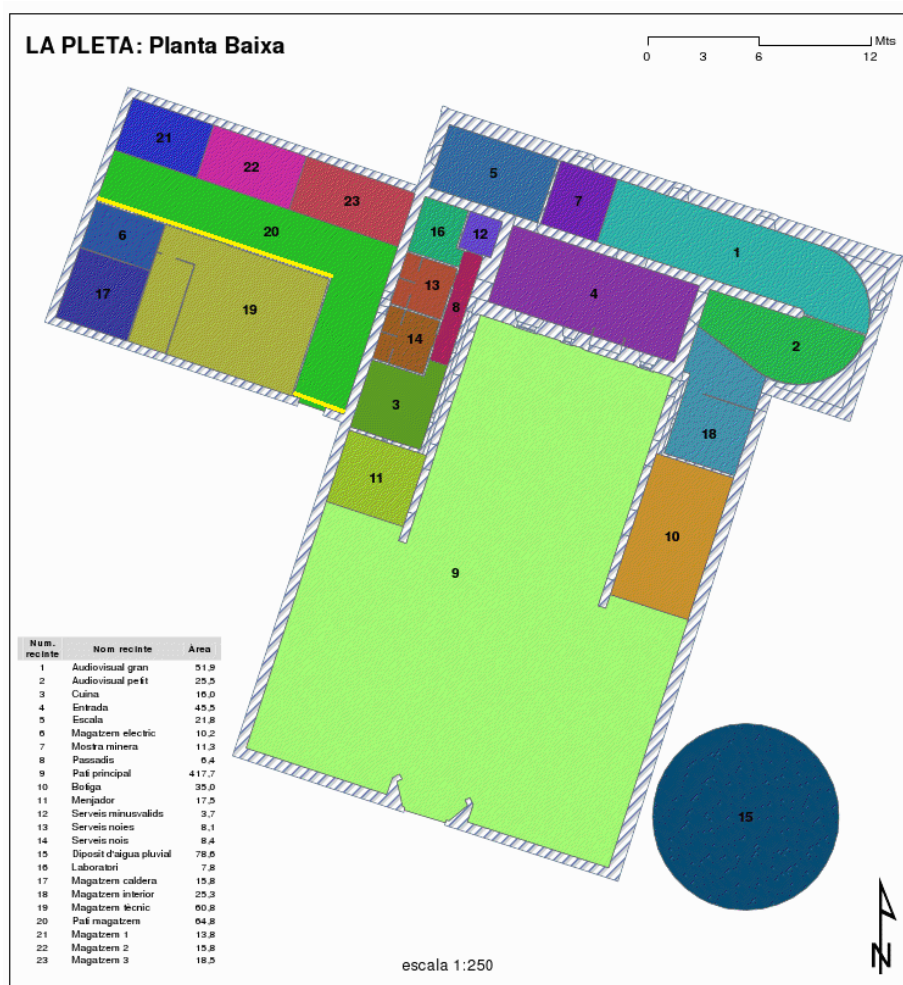 LA PLETA: Planta Baixa
Mts
0 3 6 12
21
22
23
5
7
1
6
20
16
12
17
19
13
8
4
14
2
3
18
11
10
9
15
Num. recinte Nom recinte Àrea
1 Audiovisual gran 51,9
2 Audiovisual petit 25,5
3 Cuina 16,0
4 Entrada 45,5
5 Escala 21,8
6 Magatzem electric 10,2
7 Mostra minera 11,3
8 Passadis 6,4
9 Pati principal 417,7
10 Botiga 35,0
11 Menjador 17,5
12 Serveis minusvalids 3,7
13 Serveis noies 8,1
14 Serveis nois 8,4
15 Diposit d'aigua pluvial 78,6
16 Laboratori 7,8
17 Magatzem caldera 15,8
18 Magatzem interior 25,3
19 Magatzem tècnic 60,8
20 Pati magatzem 64,8
21 Magatzem 1 13,8
22 Magatzem 2 15,8
23 Magatzem 3 18,5
escala 1:250
N